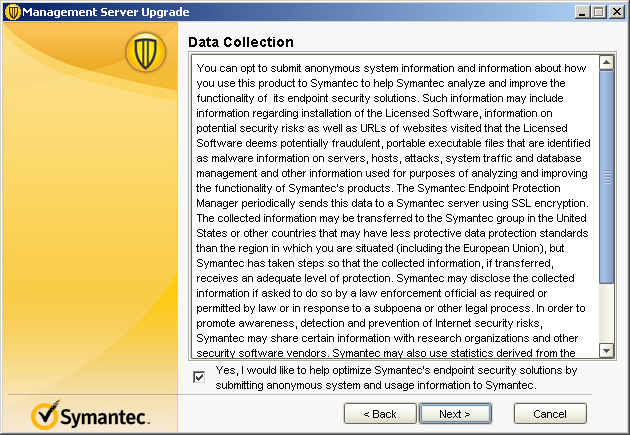 Management Server Upgrade
Data Collection
You can opt to submit anonymous system information and information about how
you use this product to Symantec to help Symantec analyze and improve the
functionality of  its endpoint security solutions. Such information may include
information regarding installation of the Licensed Software, information on
potential security risks as well as URLs of websites visited that the Licensed
Software deems potentially fraudulent, portable executable files that are identified
as malware information on servers, hosts, attacks, system traffic and database
management and other information used for purposes of analyzing and improving
the functionality of Symantec's products. The Symantec Endpoint Protection
Manager periodically sends this data to a Symantec server using SSL encryption.
The collected information may be transferred to the Symantec group in the United
States or other countries that may have less protective data protection standards
than the region in which you are situated (including the European Union), but
Symantec has taken steps so that the collected information, if transferred,
receives an adequate level of protection. Symantec may disclose the collected
information if asked to do so by a law enforcement official as required or
permitted by law or in response to a subpoena or other legal process. In order to
promote awareness, detection and prevention of Internet security risks,
Symantec may share certain information with research organizations and other
security software vendors. Symantec may also use statistics derived from the
Yes, I would like to help optimize Symantec's endpoint security solutions by
submitting anonymous system and usage information to Symantec.
Symantec.
< Back
Next >
Cancel